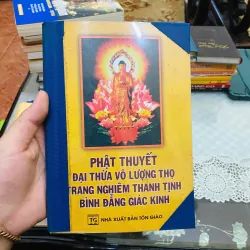 PHẬT THUYẾT
ĐẠI THỪA VÔ LƯỢNG THỌ
TRANG NGHIÊM THANH TỊNH
BÌNH ĐẲNG GIÁC KINH
TG NHÀ XUẤT BẢN TÔN GIÁO